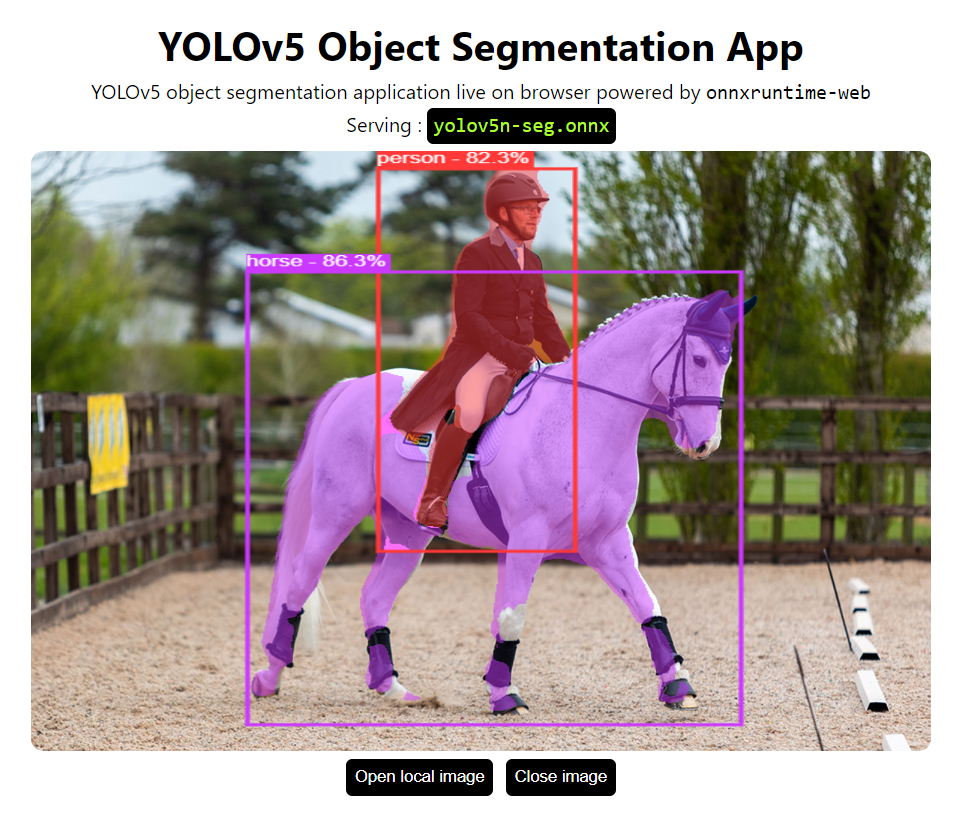 YOLOv5 Object Segmentation App
YOLOv5 object segmentation application live on browser powered by onnxruntime-web
Serving : yolov5n-seg.onnx
person - 82.3%
horse - 86.3%
Open local image
Close image